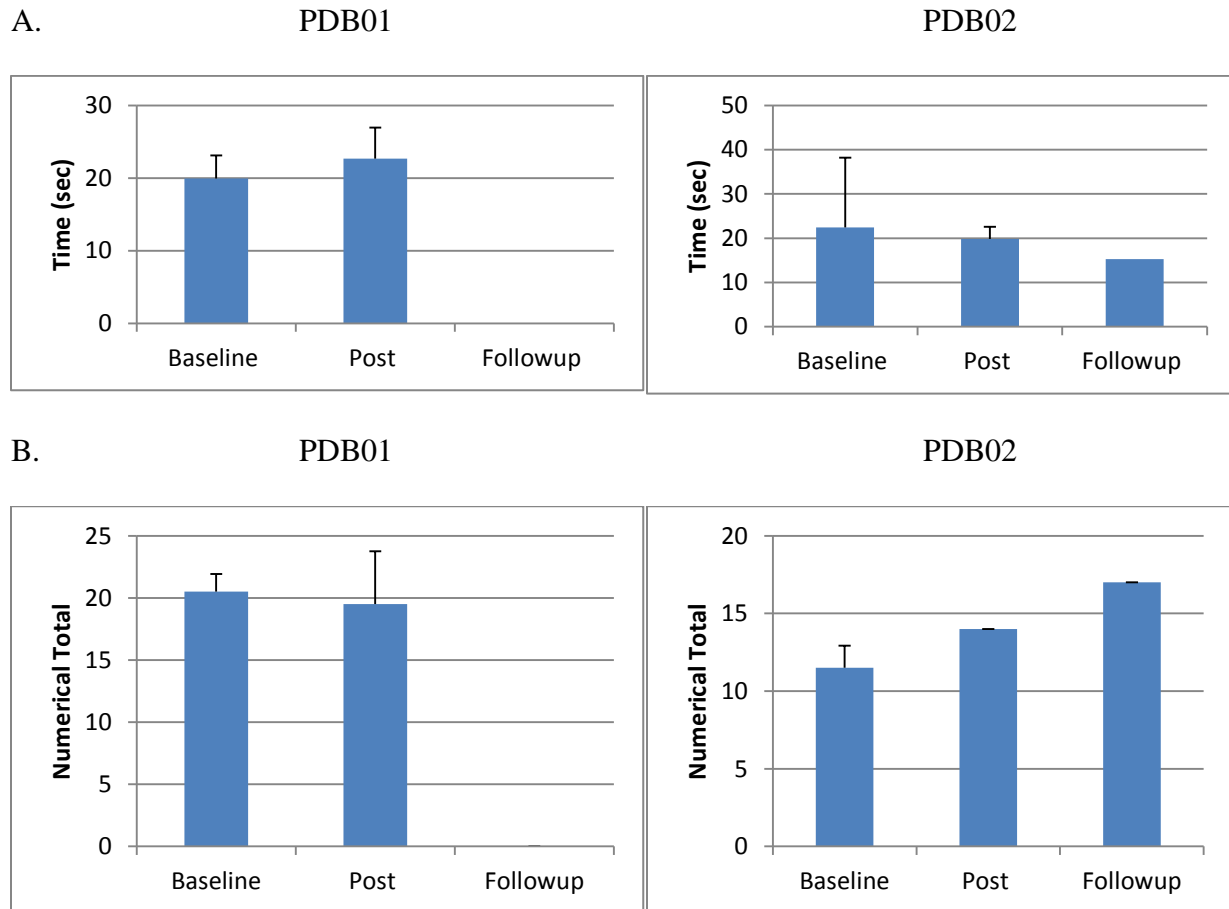 A. PDB01 PDB02
30
20
10
0
Time (sec)
Baseline Post Followup
50
40
30
20
10
0
Time (sec)
Baseline Post Followup
B. PDB01 PDB02
25
20
15
10
5
0
Numerical Total
Baseline Post Followup
20
15
10
5
0
Numerical Total
Baseline Post Followup